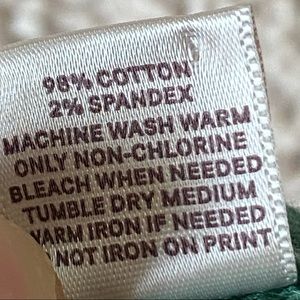 98% COTTON
2% SPANDEX
MACHINE WASH WARM
ONLY NON-CHLORINE
BLEACH WHEN NEEDED
TUMBLE DRY MEDIUM
WARM IRON IF NEEDED
NOT IRON ON PRINT